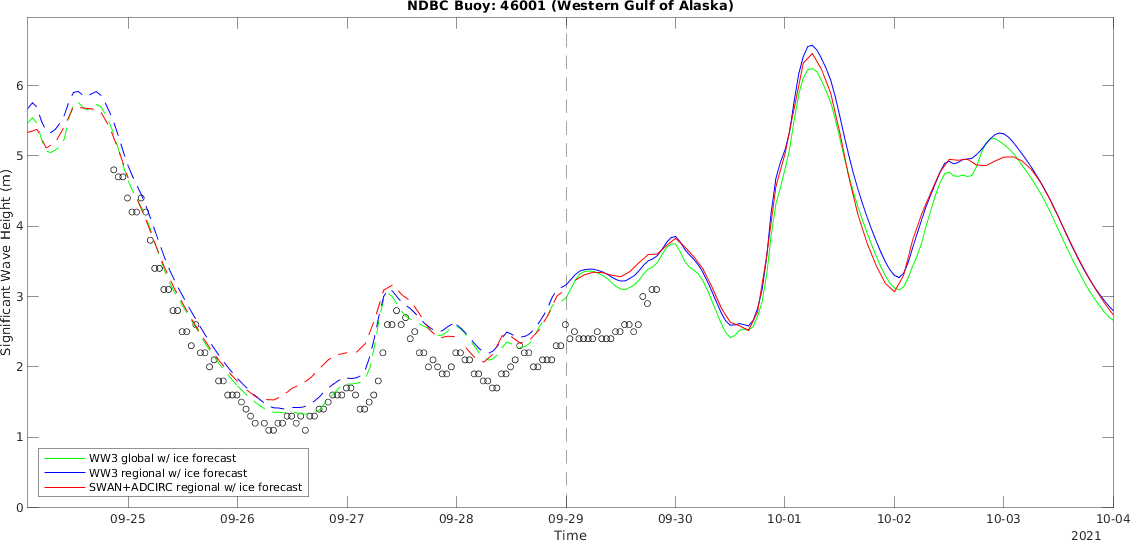 NDBC Buoy: 46001 (Western Gulf of Alaska)
Significant Wave Height (m)
6
5
4
3
2
1
0
WW3 global w/ ice forecast
WW3 regional w/ ice forecast
SWAN+ADCIRC regional w/ ice forecast
09-25 09-26 09-27 09-28 09-29 09-30 10-01 10-02 10-03 10-04
Time
2021